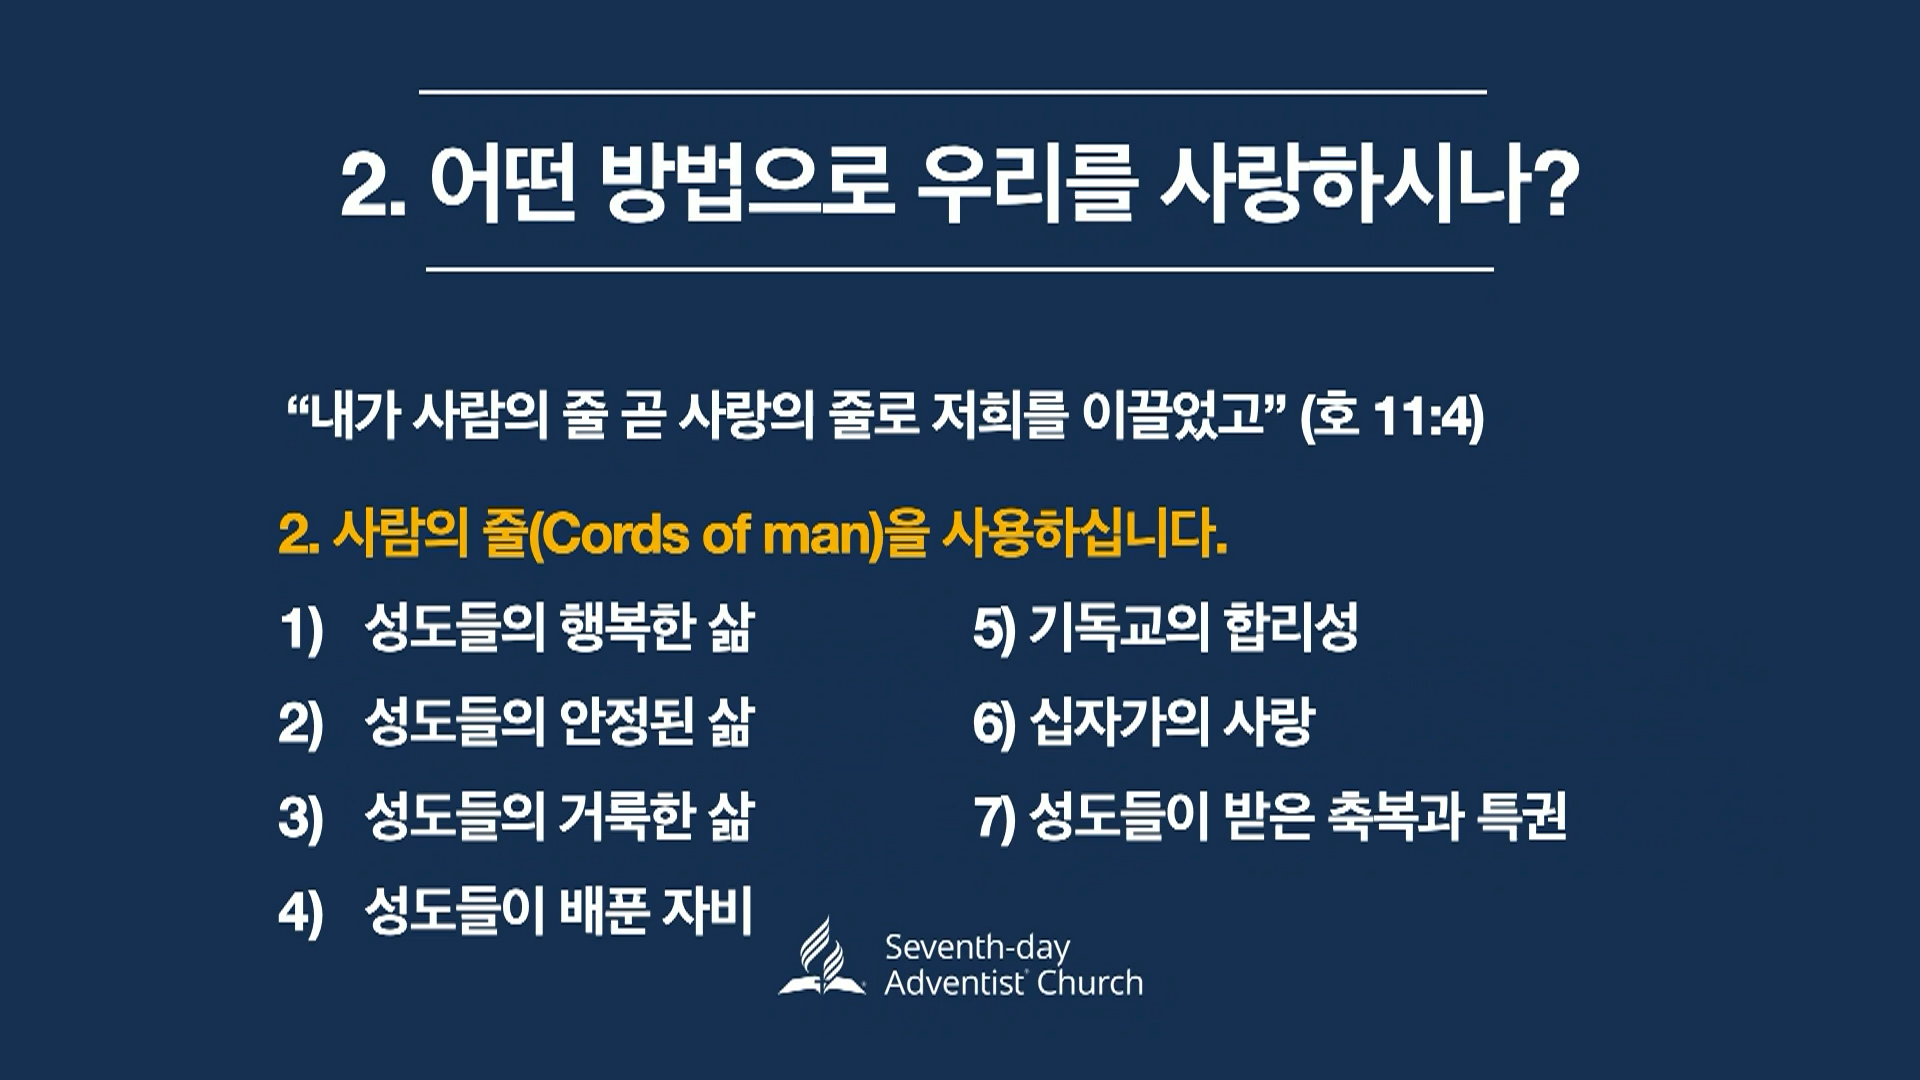 2. 어떤 방법으로 우리를 사랑하시나?
“내가 사람의 줄 곧 사랑의 줄로 저희를 이끌었고” (호 11:4)
2. 사람의 줄(Cords of man)을 사용하십니다.
1) 성도들의 행복한 삶
2) 성도들의 안정된 삶
3) 성도들의 거룩한 삶
4) 성도들이 배푼 자비
5) 기독교의 합리성
6) 십자가의 사랑
7) 성도들이 받은 축복과 특권
Seventh-day
Adventist® Church